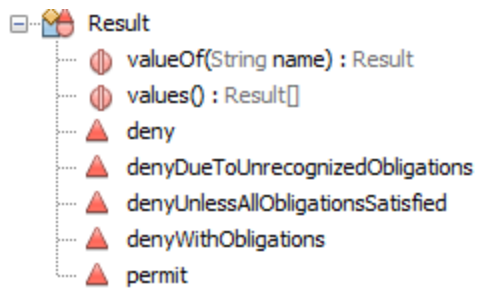 Result
valueOf(String name) : Result
values() : Result[]
deny
denyDueToUnrecognizedObligations
denyUnlessAllObligationsSatisfied
denyWithObligations
permit